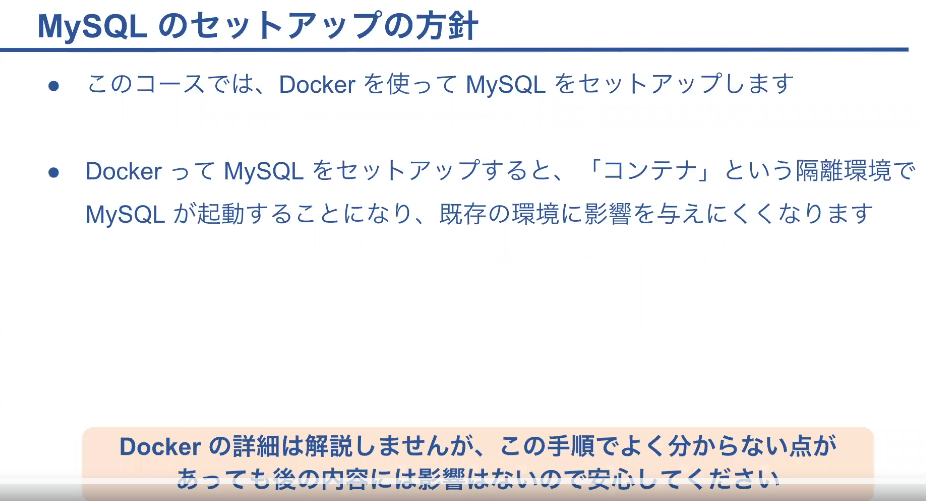 MySQL のセットアップの方針
● このコースでは、Docker を使って MySQL をセットアップします
● Docker って MySQL をセットアップすると、「コンテナ」という隔離環境で
MySQL が起動することになり、既存の環境に影響を与えにくくなります
Docker の詳細は解説しませんが、この手順でよく分からない点が
あっても後の内容には影響はないので安心してください